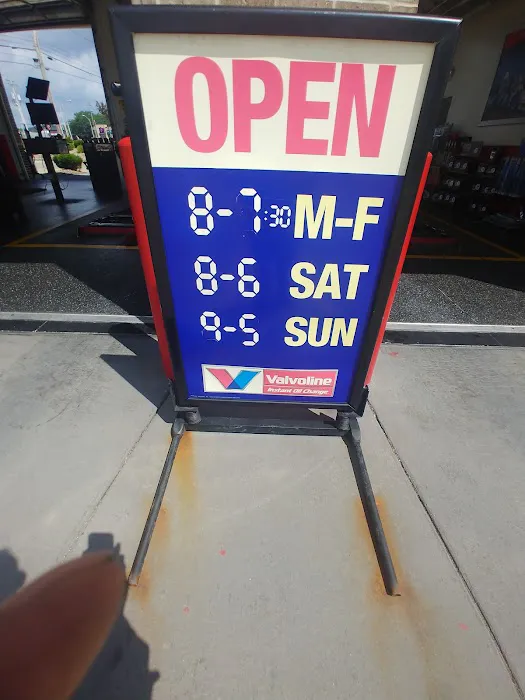 OPEN
8-7:30 M-F
8-6 SAT
9-5 SUN
Valvoline
Instant Oil Change